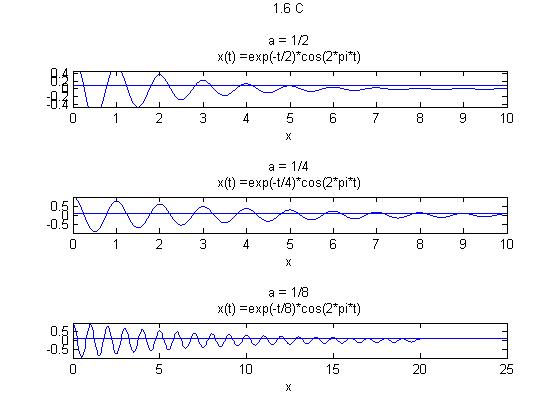 1.6 C
a = 1/2
x(t) =exp(-t/2)*cos(2*pi*t)
0.4
0.2
0
-0.2
-0.4
0 1 2 3 4 5 6 7 8 9 10
x
a = 1/4
x(t) =exp(-t/4)*cos(2*pi*t)
0.5
0
-0.5
0 1 2 3 4 5 6 7 8 9 10
x
a = 1/8
x(t) =exp(-t/8)*cos(2*pi*t)
0.5
0
-0.5
0 5 10 15 20 25
x